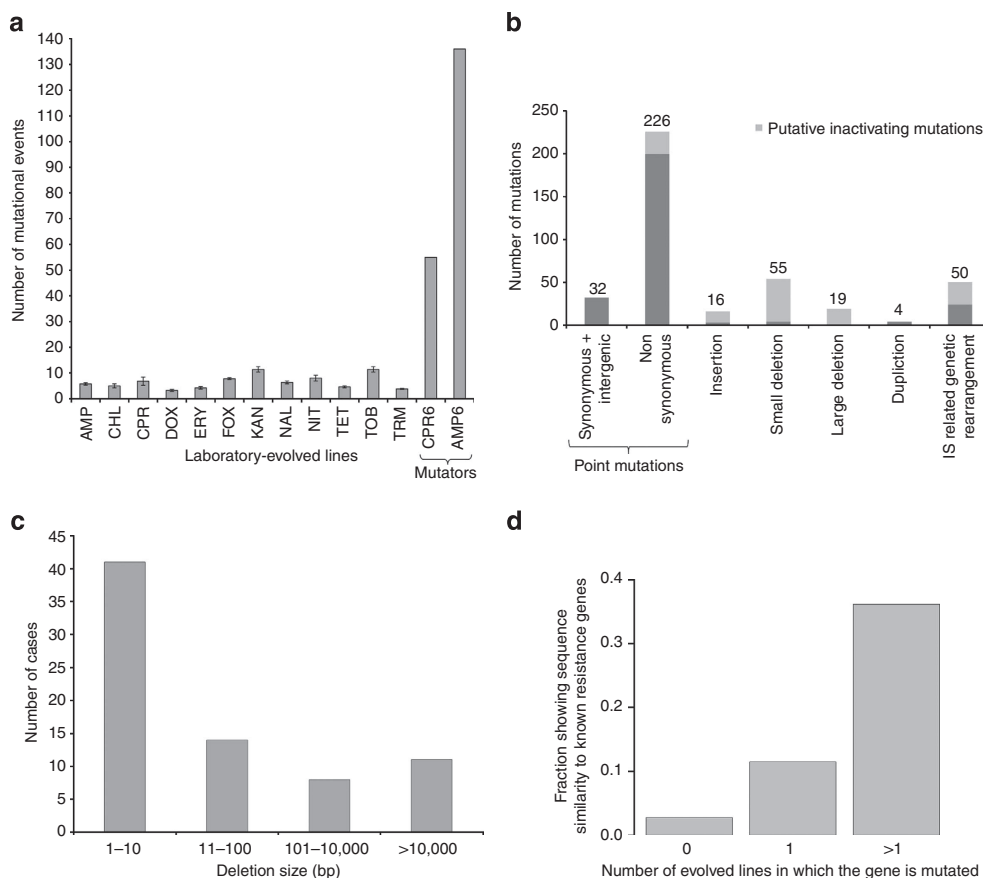 a
140
130
120
110
100
90
80
70
60
50
40
30
20
10
0
Number of mutational events
AMP
CHL
CPR
DOX
ERY
FOX
KAN
NAL
NIT
TET
TOB
TRM
CPR6
AMP6
Laboratory-evolved lines
Mutators
b
250
200
150
100
50
0
Number of mutations
Putative inactivating mutations
32
226
16
55
19
4
50
Synonymous +
intergenic
Non
synonymous
Insertion
Small deletion
Large deletion
Dupliction
IS related genetic
rearrangement
Point mutations
c
45
40
35
30
25
20
15
10
5
0
Number of cases
1–10
11–100
101–10,000
>10,000
Deletion size (bp)
d
0.4
0.3
0.2
0.1
0.0
Fraction showing sequence
similarity to known resistance genes
0
1
>1
Number of evolved lines in which the gene is mutated